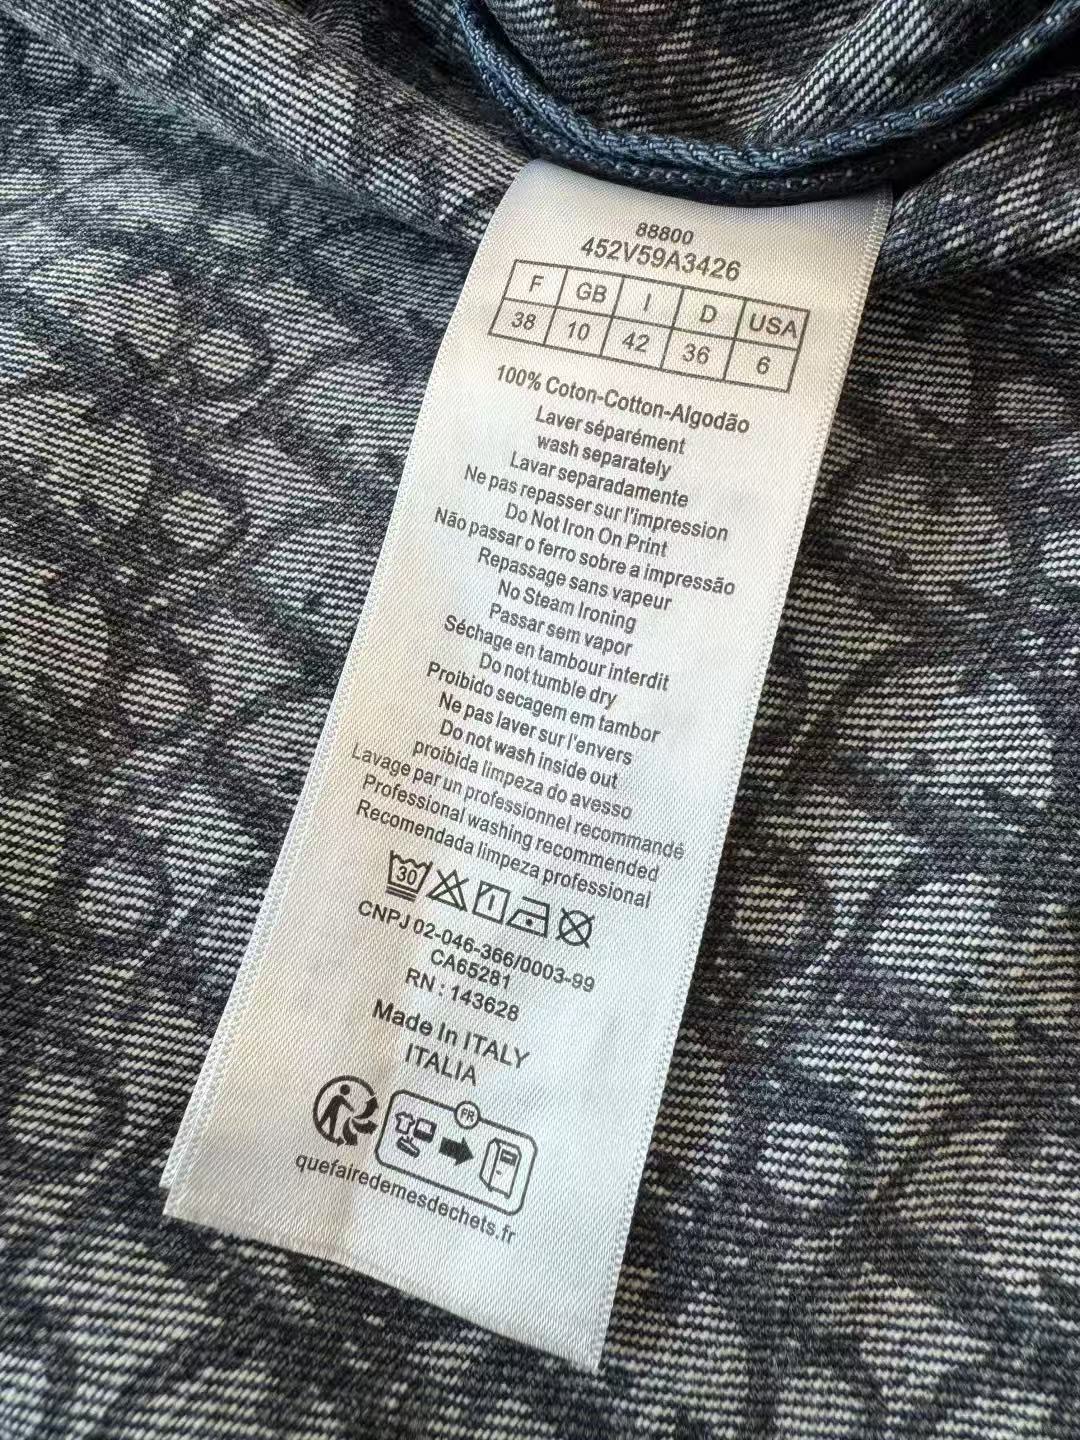 88800
452V59A3426
F GB I D USA
38 10 42 36 6
100% Coton-Cotton-Algodão
Laver séparément
wash separately
Lavar separadamente
Ne pas repasser sur l'impression
Do Not Iron On Print
Não passar o ferro sobre a impressão
Repassage sans vapeur
No Steam Ironing
Passar sem vapor
Séchage en tambour interdit
Do not tumble dry
Proibido secagem em tambor
Ne pas laver sur l'envers
Do not wash inside out
proibida limpeza do avesso
Lavage par un professionnel recommandé
Professional washing recommended
Recomendada limpeza professional
30
CNPJ 02-046-366/0003-99
CA65281
RN : 143628
Made In ITALY
ITALIA
FR
quefairedemesdechets.fr